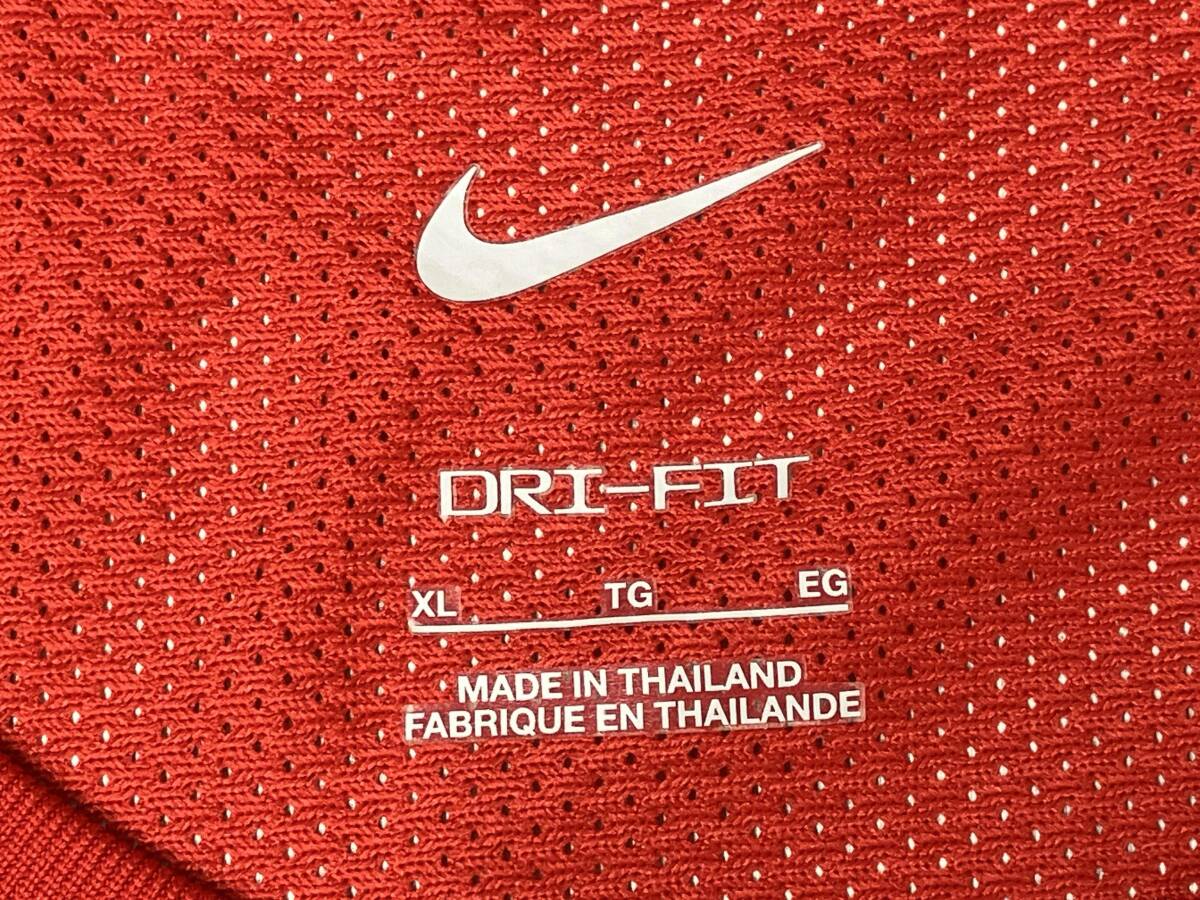 DRI-FIT
XL TG EG
MADE IN THAILAND
FABRIQUE EN THAILANDE